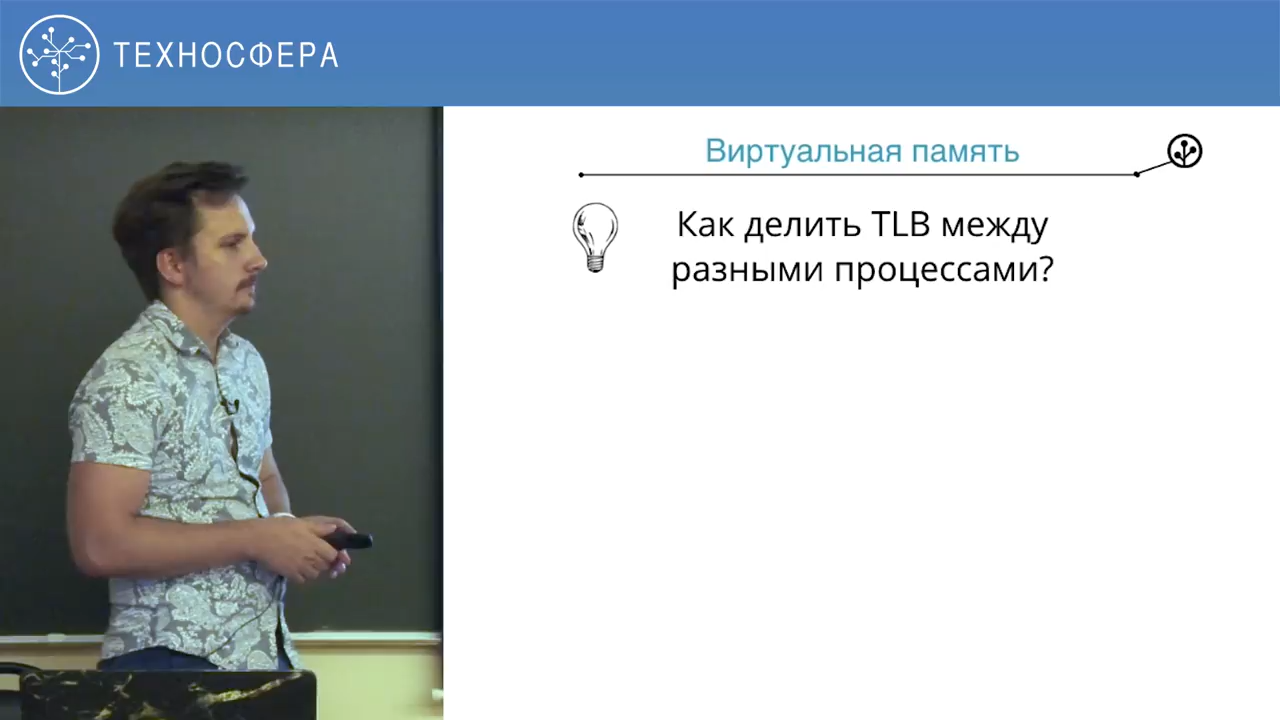 ТЕХНОСФЕРА
Виртуальная память
Как делить TLB между
разными процессами?